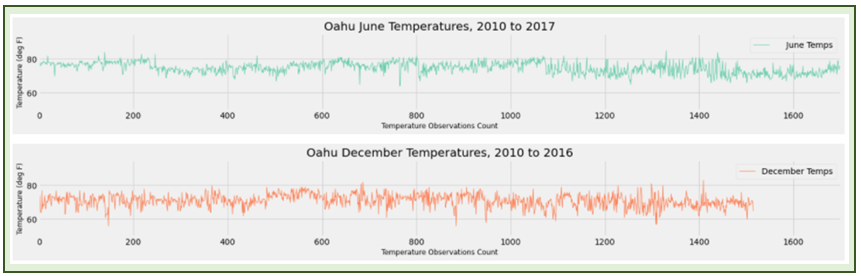 Oahu June Temperatures, 2010 to 2017
June Temps
Temperature (deg F)
80
60
0 200 400 600 800 1000 1200 1400 1600
Temperature Observations Count
Oahu December Temperatures, 2010 to 2016
December Temps
Temperature (deg F)
80
60
0 200 400 600 800 1000 1200 1400 1600
Temperature Observations Count